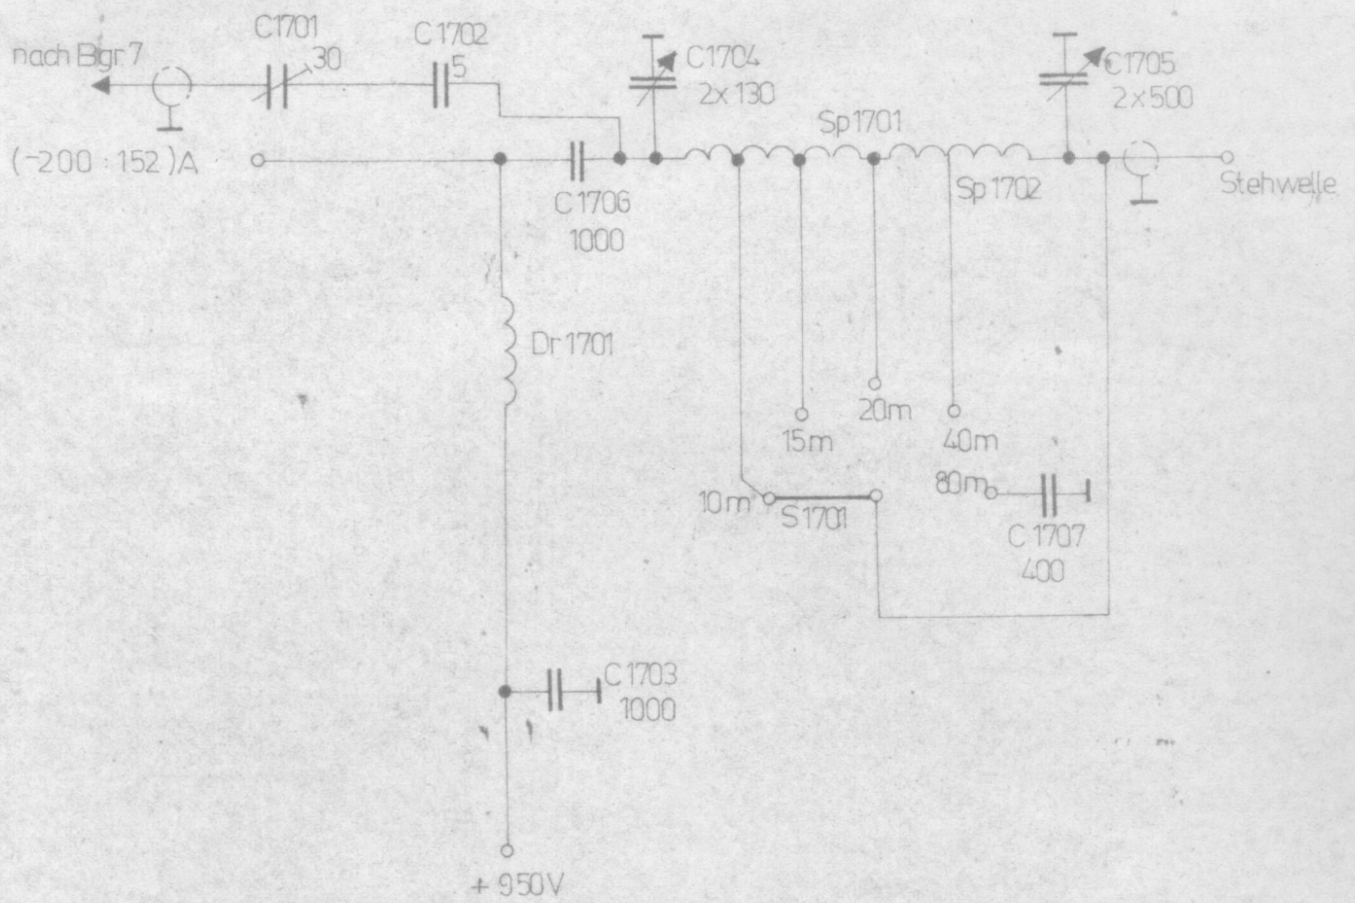 nach Bgr.7
C1701
30
C1702
5
C1704
2x130
C1705
2x500
(-200:152)A
C1706
1000
Sp1701
Sp1702
Stehwelle
Dr1701
15m
20m
40m
10m
S1701
80m
C1707
400
C1703
1000
+950V